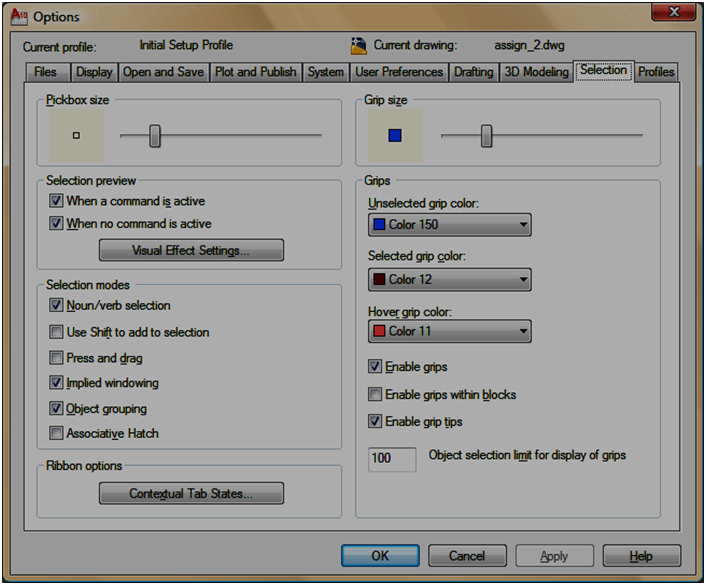 Options
Current profile: Initial Setup Profile Current drawing: assign_2.dwg
Files Display Open and Save Plot and Publish System User Preferences Drafting 3D Modeling Selection Profiles
Pickbox size
Selection preview
When a command is active
When no command is active
Visual Effect Settings...
Selection modes
Noun/verb selection
Use Shift to add to selection
Press and drag
Implied windowing
Object grouping
Associative Hatch
Ribbon options
Contextual Tab States...
Grip size
Grips
Unselected grip color:
Color 150
Selected grip color:
Color 12
Hover grip color:
Color 11
Enable grips
Enable grips within blocks
Enable grip tips
100 Object selection limit for display of grips
OK Cancel Apply Help